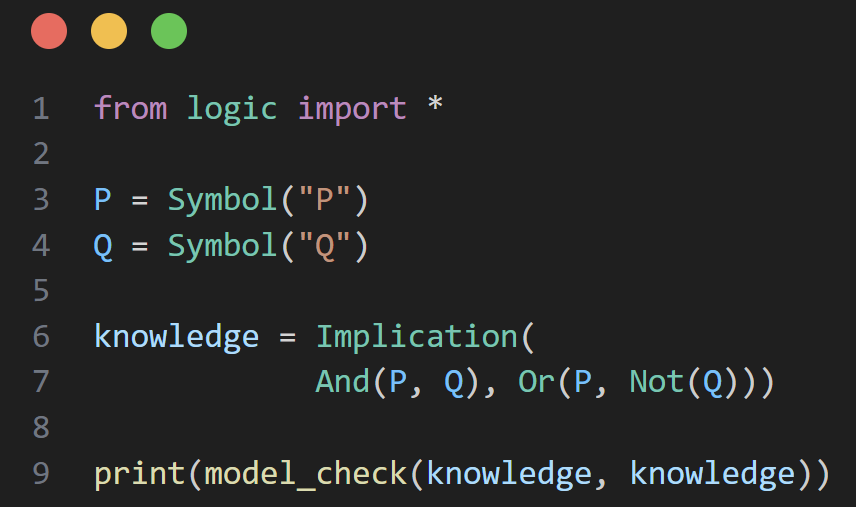 1 from logic import *
2
3 P = Symbol("P")
4 Q = Symbol("Q")
5
6 knowledge = Implication(
7             And(P, Q), Or(P, Not(Q)))
8
9 print(model_check(knowledge, knowledge))